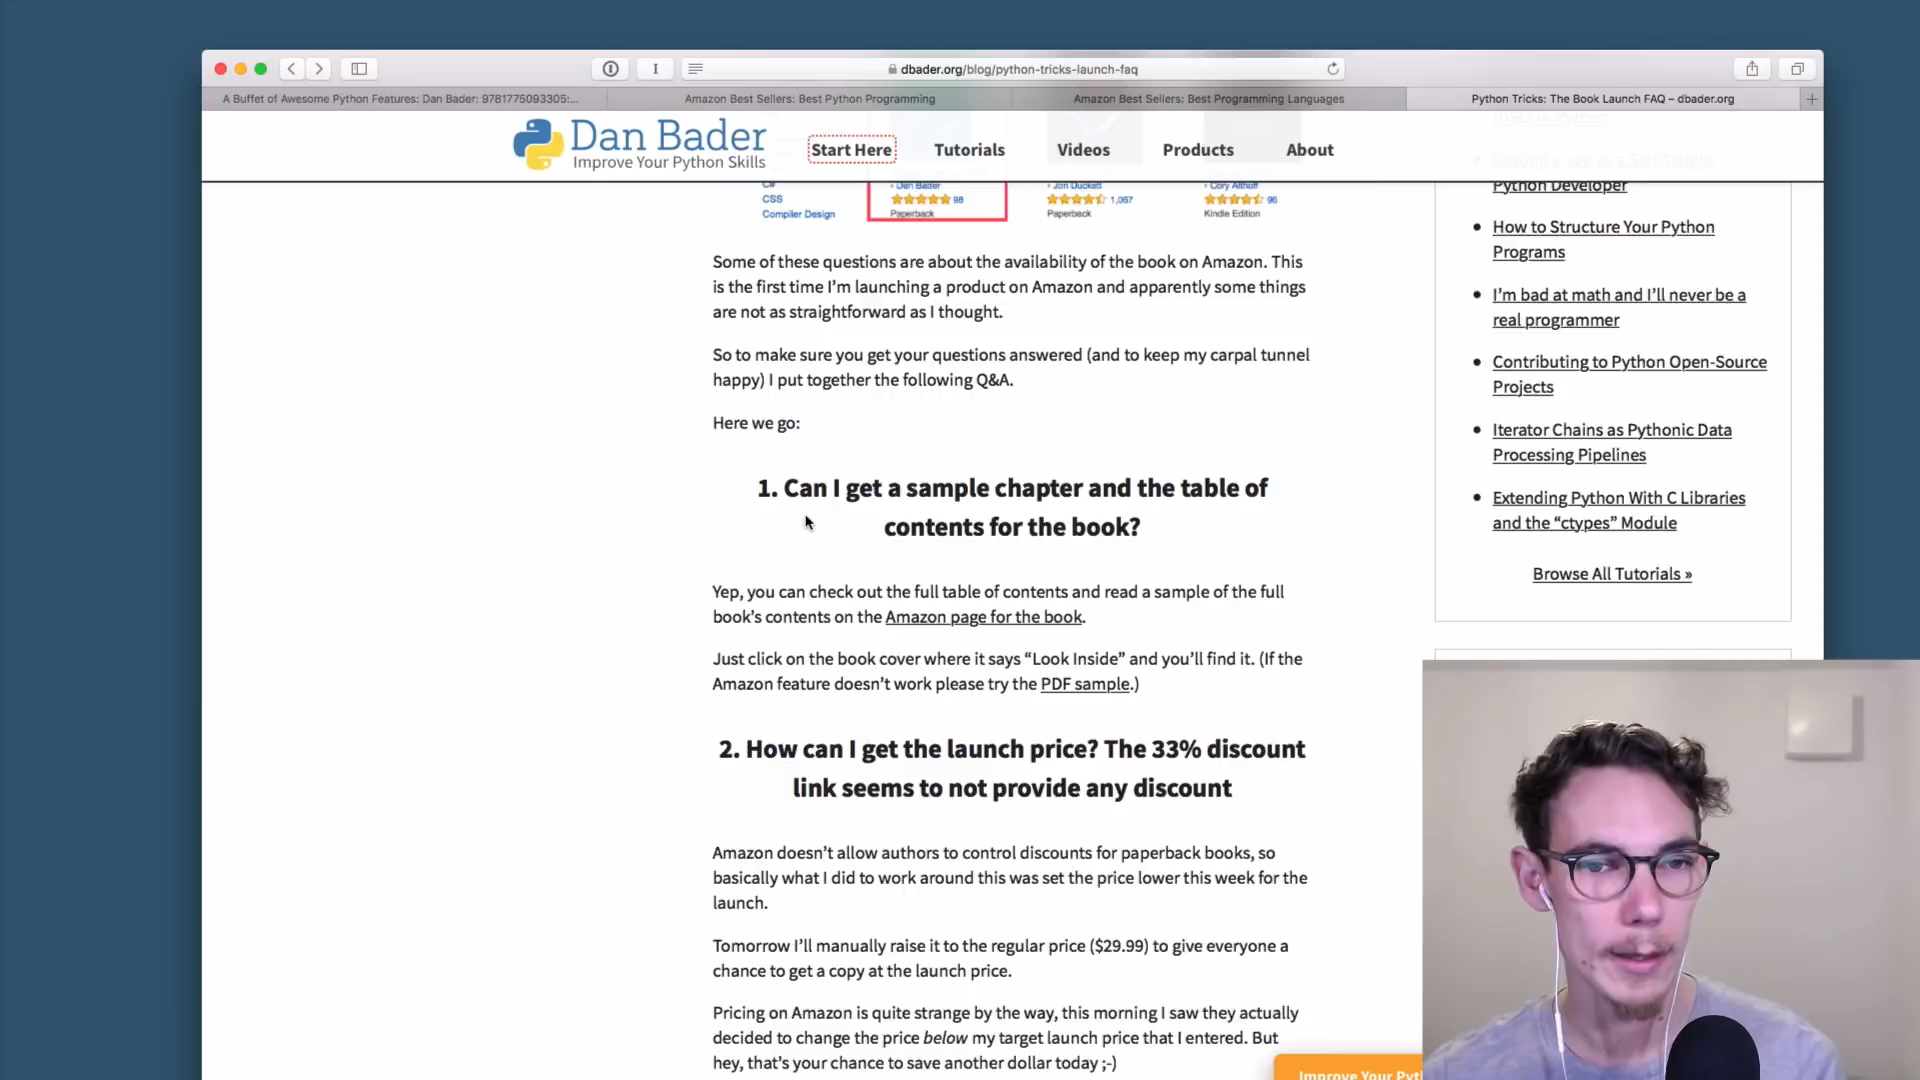 dbader.org/blog/python-tricks-launch-faq
A Buffet of Awesome Python Features: Dan Bader: 9781775093305:...
Amazon Best Sellers: Best Python Programming
Amazon Best Sellers: Best Programming Languages
Python Tricks: The Book Launch FAQ – dbader.org
Dan Bader
Improve Your Python Skills
Start Here
Tutorials
Videos
Products
About
C#
CSS
Compiler Design
Dan Bader
98
Paperback
Jon Duckett
1,067
Paperback
Cory Althoff
96
Kindle Edition
Some of these questions are about the availability of the book on Amazon. This
is the first time I'm launching a product on Amazon and apparently some things
are not as straightforward as I thought.
So to make sure you get your questions answered (and to keep my carpal tunnel
happy) I put together the following Q&A.
Here we go:
1. Can I get a sample chapter and the table of
contents for the book?
Yep, you can check out the full table of contents and read a sample of the full
book's contents on the Amazon page for the book.
Just click on the book cover where it says “Look Inside” and you'll find it. (If the
Amazon feature doesn't work please try the PDF sample.)
2. How can I get the launch price? The 33% discount
link seems to not provide any discount
Amazon doesn't allow authors to control discounts for paperback books, so
basically what I did to work around this was set the price lower this week for the
launch.
Tomorrow I'll manually raise it to the regular price ($29.99) to give everyone a
chance to get a copy at the launch price.
Pricing on Amazon is quite strange by the way, this morning I saw they actually
decided to change the price below my target launch price that I entered. But
hey, that's your chance to save another dollar today ;-)
Python Developer
How to Structure Your Python
Programs
I'm bad at math and I'll never be a
real programmer
Contributing to Python Open-Source
Projects
Iterator Chains as Pythonic Data
Processing Pipelines
Extending Python With C Libraries
and the “ctypes” Module
Browse All Tutorials »
Improve Your Pyt